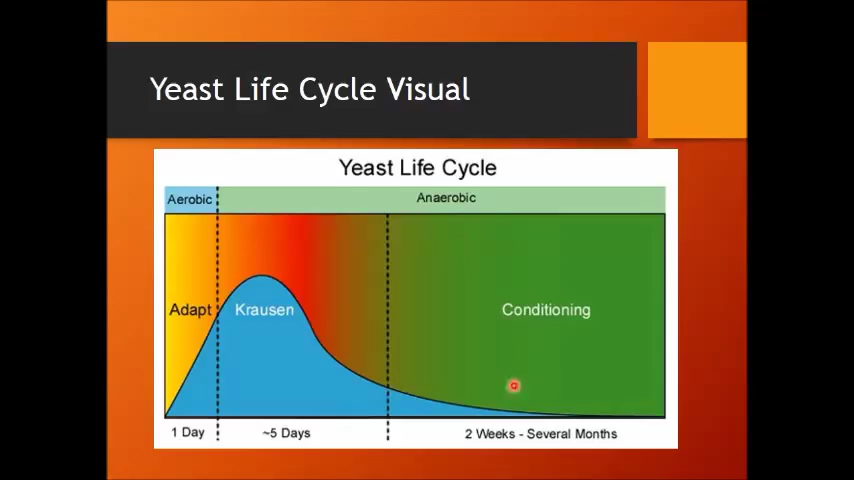 Yeast Life Cycle Visual
Yeast Life Cycle
Aerobic
Anaerobic
Adapt
Krausen
Conditioning
1 Day
~5 Days
2 Weeks - Several Months